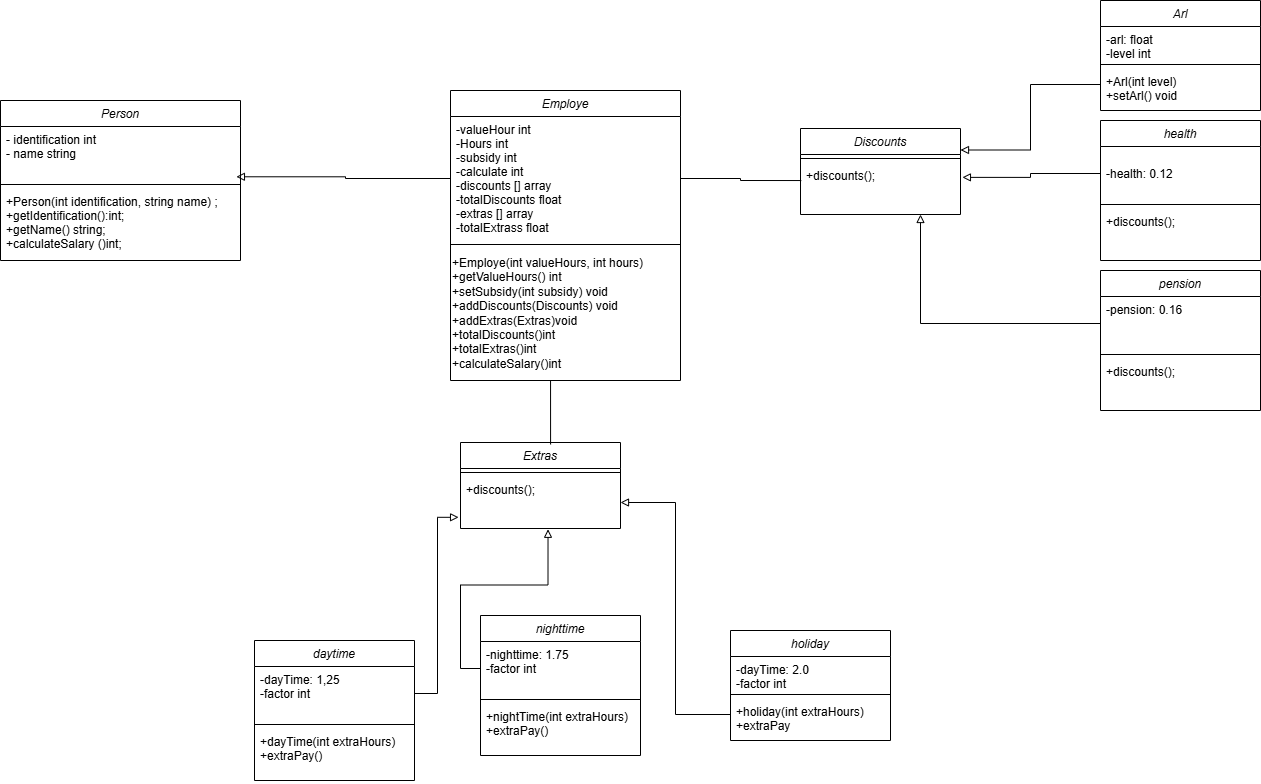 Person
- identification int
- name string
+Person(int identification, string name) ;
+getIdentification():int;
+getName() string;
+calculateSalary ()int;
Employe
-valueHour int
-Hours int
-subsidy int
-calculate int
-discounts [] array
-totalDiscounts float
-extras [] array
-totalExtrass float
+Employe(int valueHours, int hours)
+getValueHours() int
+setSubsidy(int subsidy) void
+addDiscounts(Discounts) void
+addExtras(Extras)void
+totalDiscounts()int
+totalExtras()int
+calculateSalary()int
Discounts
+discounts();
Arl
-arl: float
-level int
+Arl(int level)
+setArl() void
health
-health: 0.12
+discounts();
pension
-pension: 0.16
+discounts();
Extras
+discounts();
daytime
-dayTime: 1,25
-factor int
+dayTime(int extraHours)
+extraPay()
nighttime
-nighttime: 1.75
-factor int
+nightTime(int extraHours)
+extraPay()
holiday
-dayTime: 2.0
-factor int
+holiday(int extraHours)
+extraPay